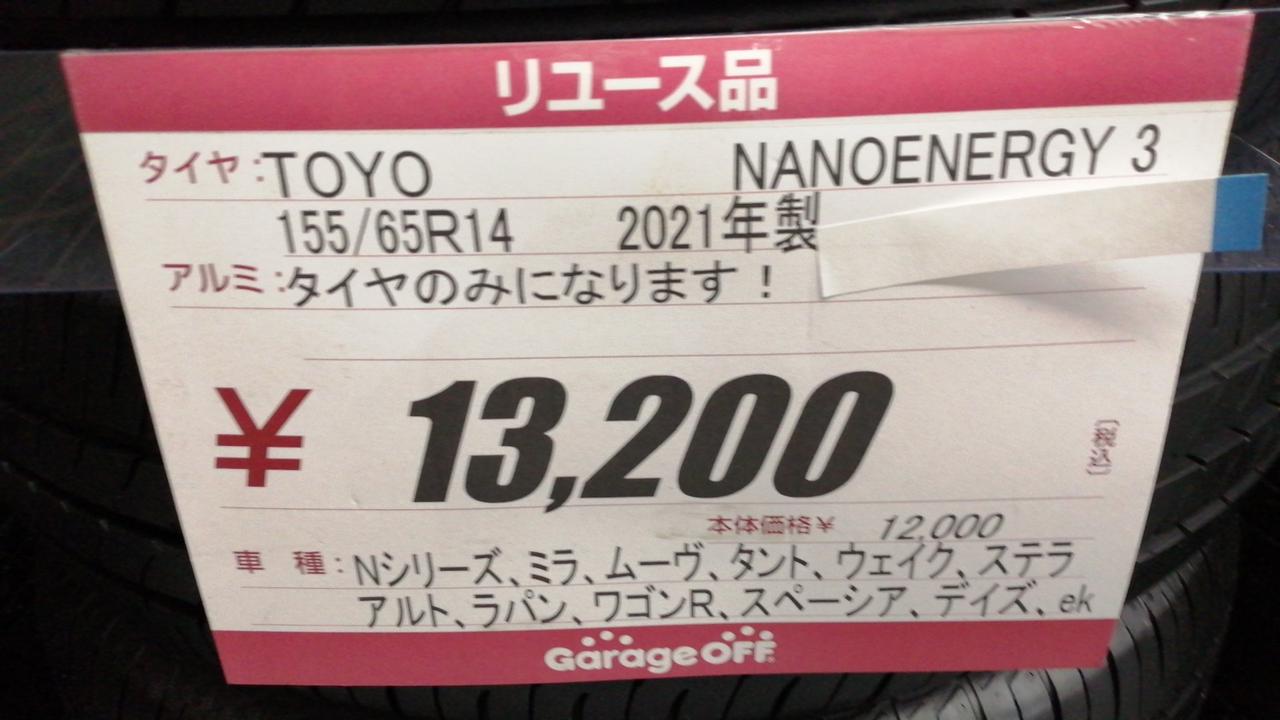 リユース品
タイヤ:TOYO NANOENERGY 3
155/65R14 2021年製
アルミ:タイヤのみになります！
¥ 13,200 (税込)
本体価格¥ 12,000
車種:Nシリーズ、ミラ、ムーヴ、タント、ウェイク、ステラ
アルト、ラパン、ワゴンR、スペーシア、デイズ、ek
GarageOFF